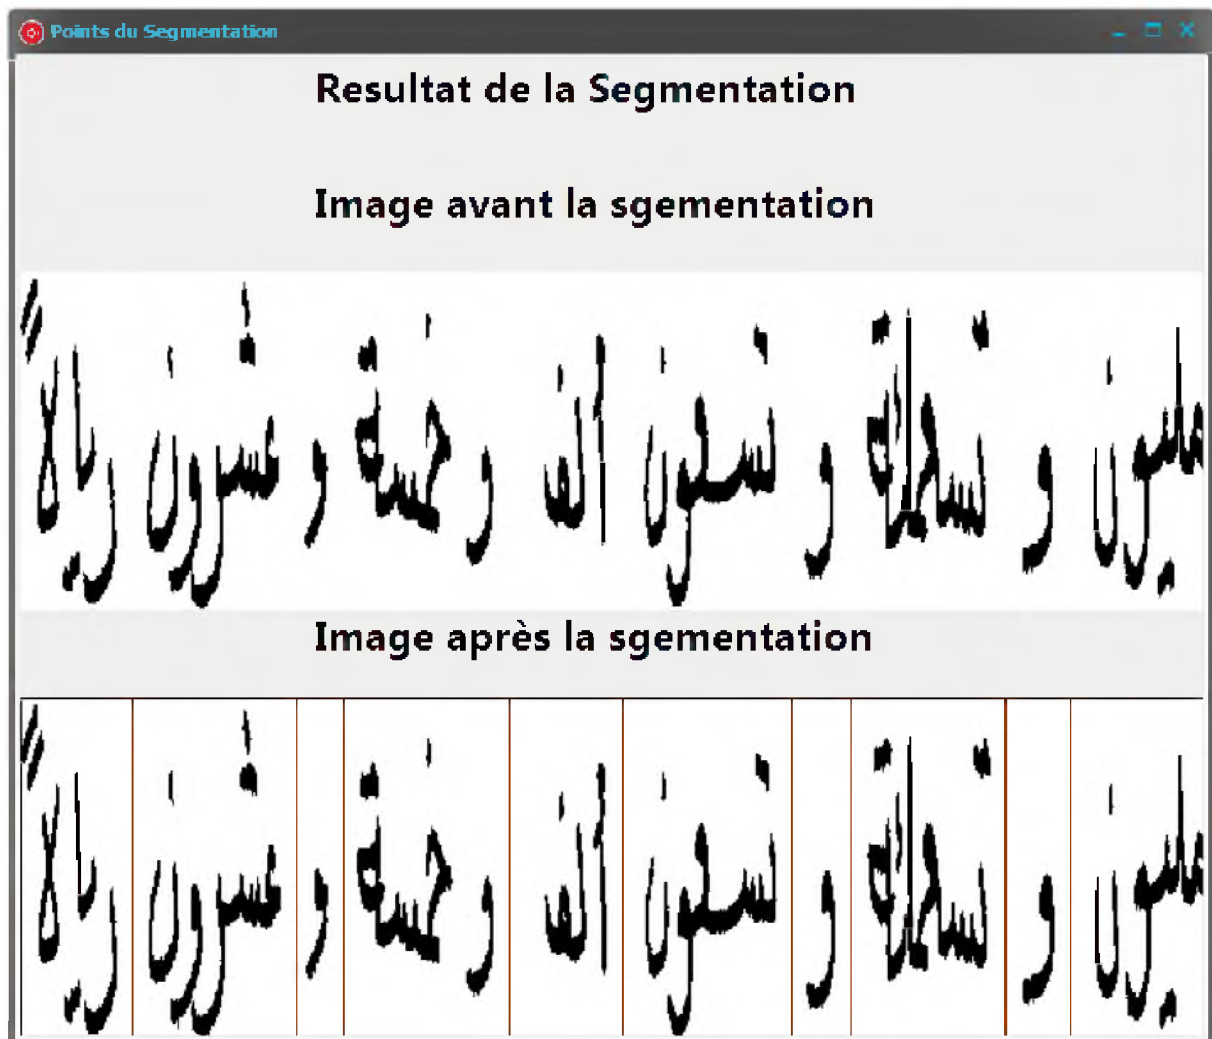 Points du Segmentation
Resultat de la Segmentation
Image avant la sgementation
مليون و تسعمائة و تسعون ألف و خمسة و عشرون ريالاً
Image après la sgementation
مليون و تسعمائة و تسعون ألف و خمسة و عشرون ريالاً